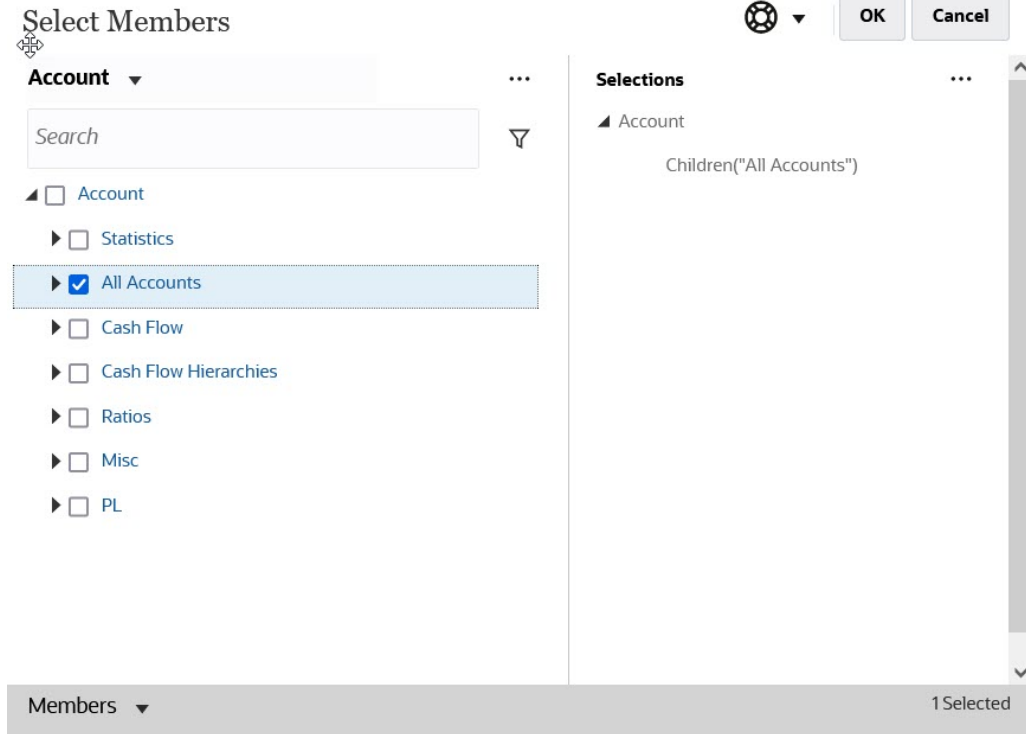 Select Members
OK
Cancel
Account
Selections
Search
Account
Children("All Accounts")
Account
Statistics
All Accounts
Cash Flow
Cash Flow Hierarchies
Ratios
Misc
PL
Members
1 Selected